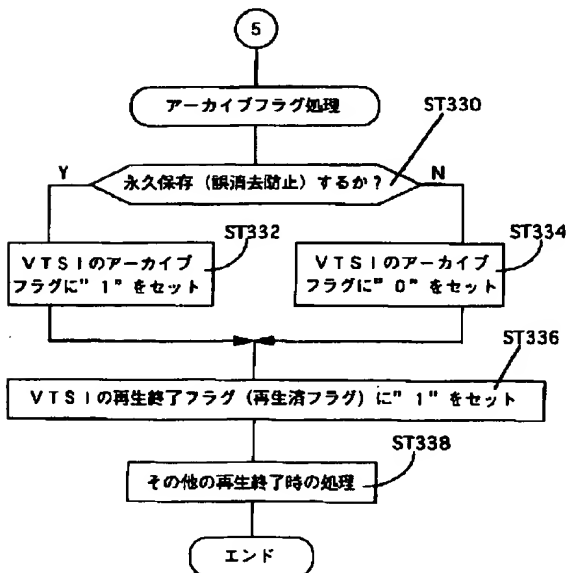 5
アーカイブフラグ処理
ST330
永久保存（誤消去防止）するか？
Y
N
ST332
ST334
ＶＴＳＩのアーカイブ
フラグに"１"をセット
ＶＴＳＩのアーカイブ
フラグに"０"をセット
ST336
ＶＴＳＩの再生終了フラグ（再生済フラグ）に"１"をセット
ST338
その他の再生終了時の処理
エンド